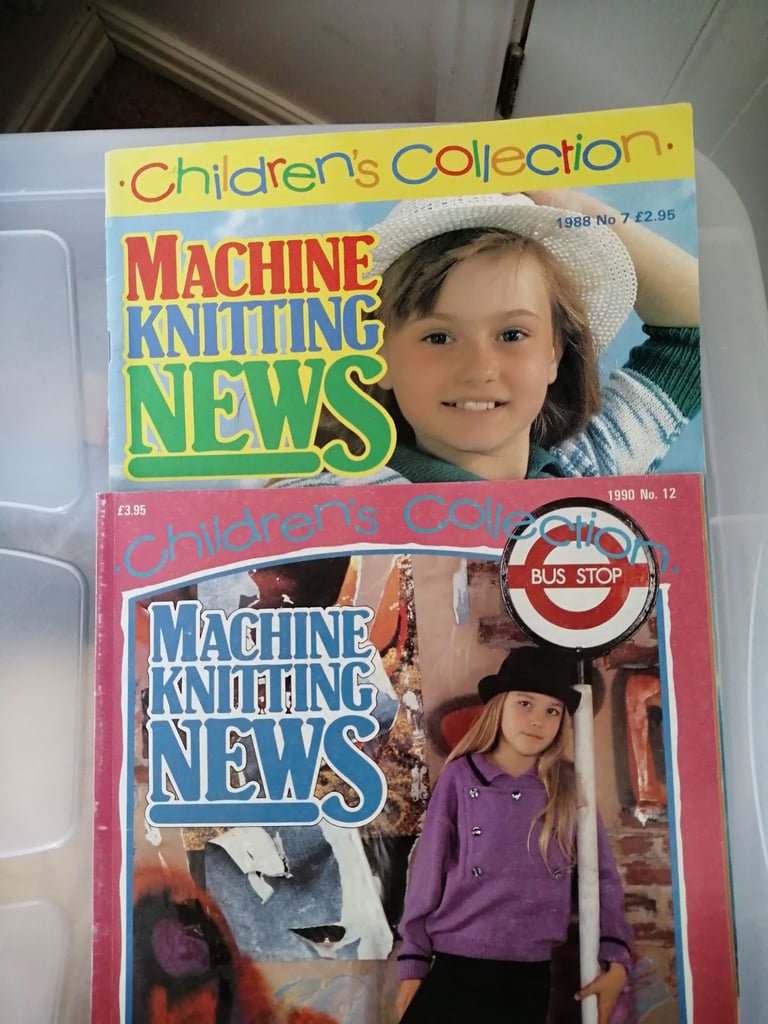 ·Children's Collection·
1988 No 7 £2.95
MACHINE
KNITTING
NEWS
£3.95
1990 No. 12
·Children's Collection·
BUS STOP
MACHINE
KNITTING
NEWS